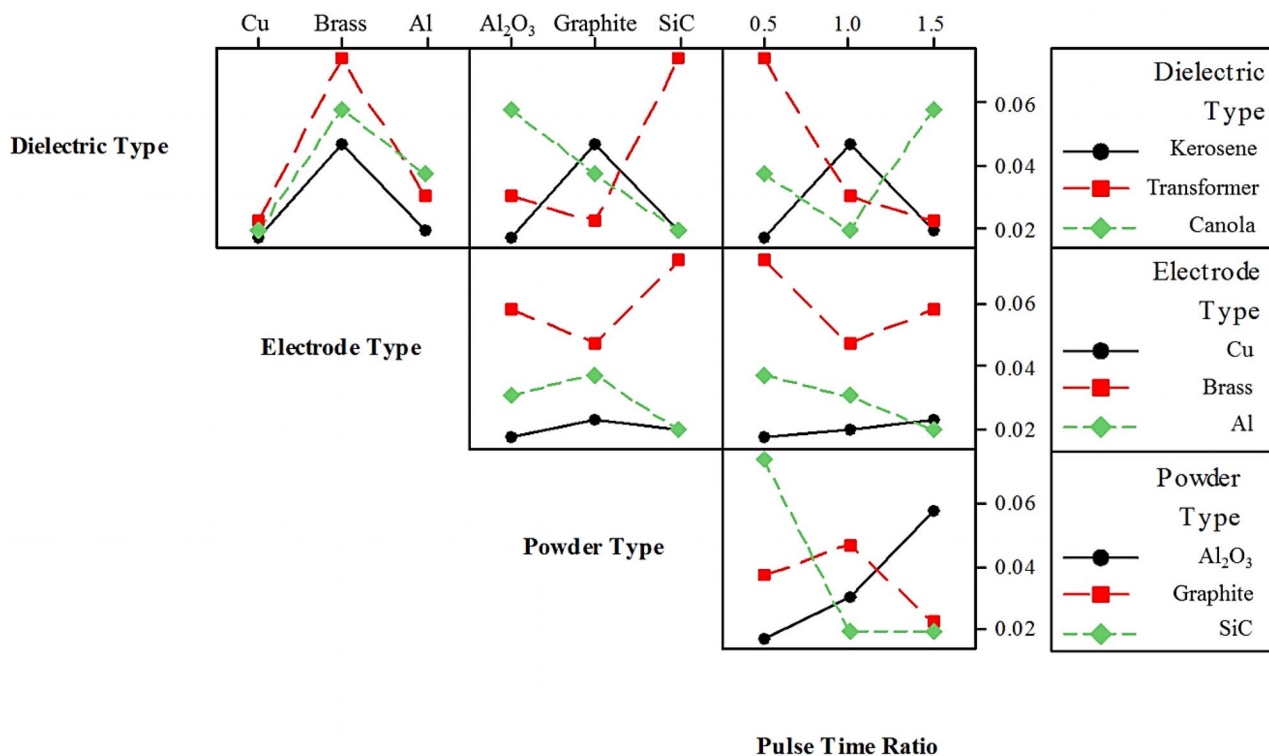 Cu Brass Al Al₂O₃ Graphite SiC 0.5 1.0 1.5
Dielectric Type
0.06
0.04
0.02
Dielectric
Type
Kerosene
Transformer
Canola
Electrode Type
0.06
0.04
0.02
Electrode
Type
Cu
Brass
Al
Powder Type
0.06
0.04
0.02
Powder
Type
Al₂O₃
Graphite
SiC
Pulse Time Ratio